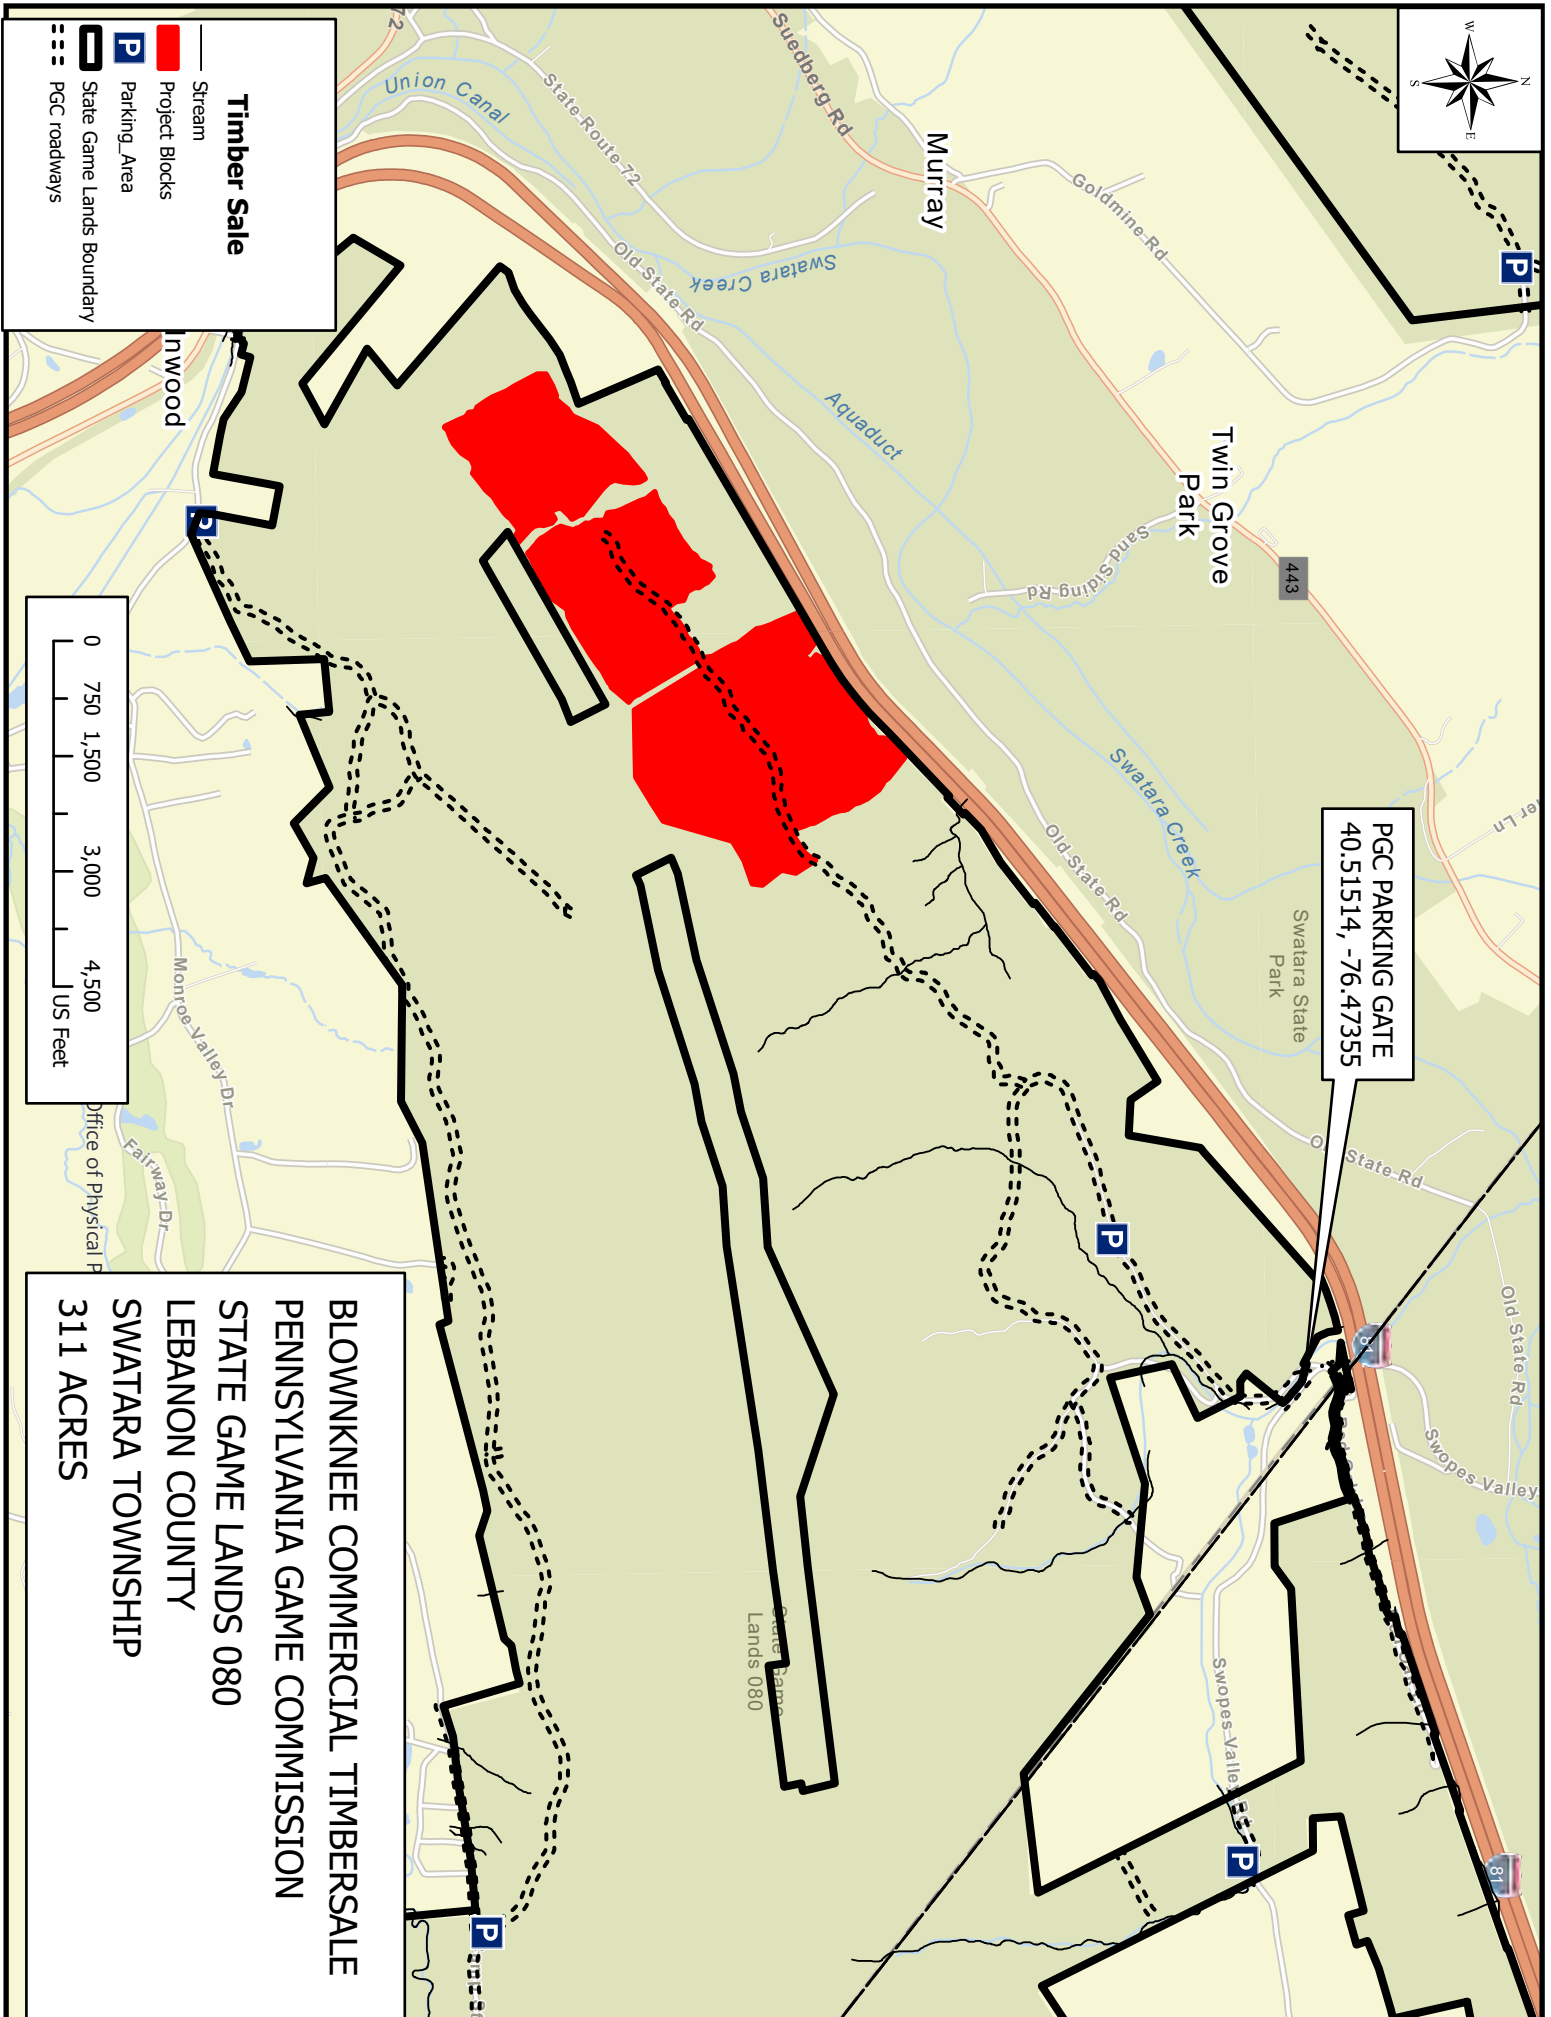 Timber Sale
Stream
Project Blocks
P
Parking_Area
State Game Lands Boundary
PGC roadways
N
E
S
W
P
72
Union Canal
State Route 72
Suedberg Rd
Murray
Goldmine Rd
Old State Rd
Swatara Creek
Aquaduct
Twin Grove
Park
443
Sand Siding Rd
Swatara Creek
Old State Rd
Swatara State
Park
PGC PARKING GATE
40.51514, -76.47355
Old State Rd
Old State Rd
81
Swopes Valley
P
Swopes Valley Rd
P
81
State Game
Lands 080
nwood
P
0 750 1,500 3,000 4,500
US Feet
Monroe Valley Dr
Fairway Dr
Office of Physical P
P
BLOWNKNEE COMMERCIAL TIMBERSALE
PENNSYLVANIA GAME COMMISSION
STATE GAME LANDS 080
LEBANON COUNTY
SWATARA TOWNSHIP
311 ACRES